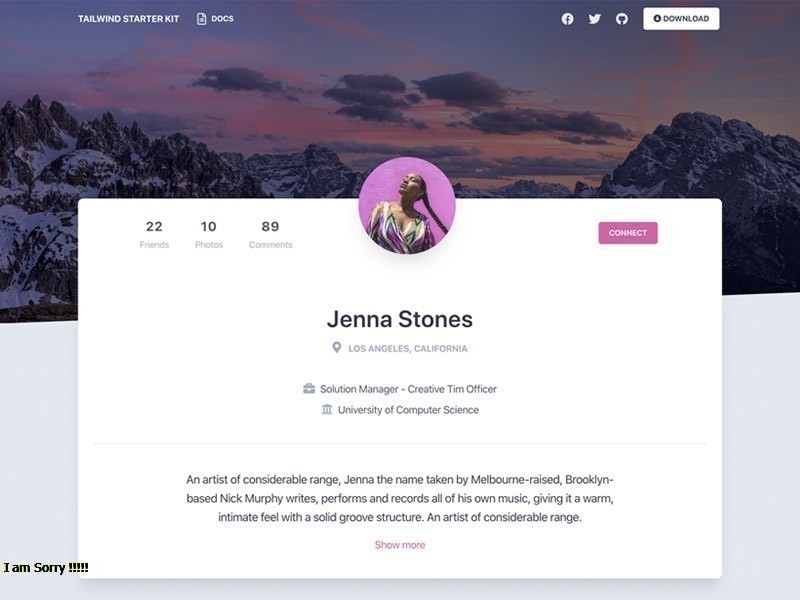 TAILWIND STARTER KIT DOCS DOWNLOAD
22 10 89
Friends Photos Comments
CONNECT
Jenna Stones
LOS ANGELES, CALIFORNIA
Solution Manager - Creative Tim Officer
University of Computer Science
An artist of considerable range, Jenna the name taken by Melbourne-raised, Brooklyn-
based Nick Murphy writes, performs and records all of his own music, giving it a warm,
intimate feel with a solid groove structure. An artist of considerable range.
Show more
I am Sorry !!!!!